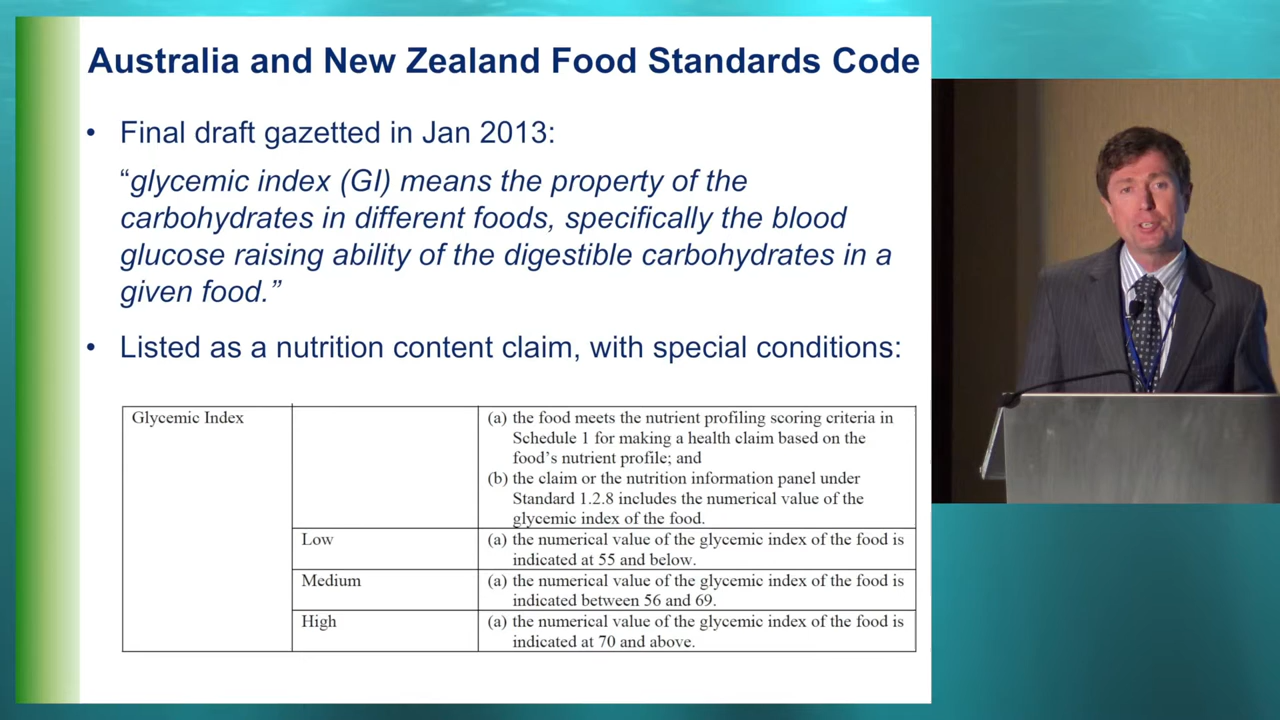 Australia and New Zealand Food Standards Code
• Final draft gazetted in Jan 2013:
“glycemic index (GI) means the property of the
carbohydrates in different foods, specifically the blood
glucose raising ability of the digestible carbohydrates in a
given food.”
• Listed as a nutrition content claim, with special conditions:
Glycemic Index
(a) the food meets the nutrient profiling scoring criteria in
Schedule 1 for making a health claim based on the
food’s nutrient profile; and
(b) the claim or the nutrition information panel under
Standard 1.2.8 includes the numerical value of the
glycemic index of the food.
Low
(a) the numerical value of the glycemic index of the food is
indicated at 55 and below.
Medium
(a) the numerical value of the glycemic index of the food is
indicated between 56 and 69.
High
(a) the numerical value of the glycemic index of the food is
indicated at 70 and above.